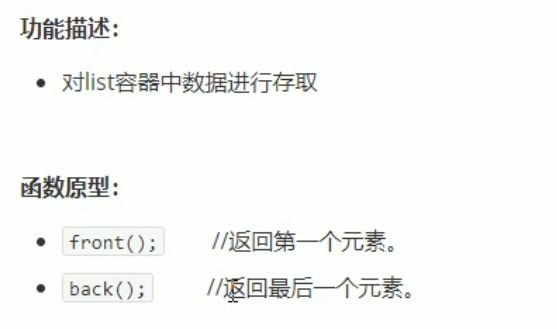 功能描述：
对list容器中数据进行存取
函数原型：
front();　　//返回第一个元素。
back();　　//返回最后一个元素。